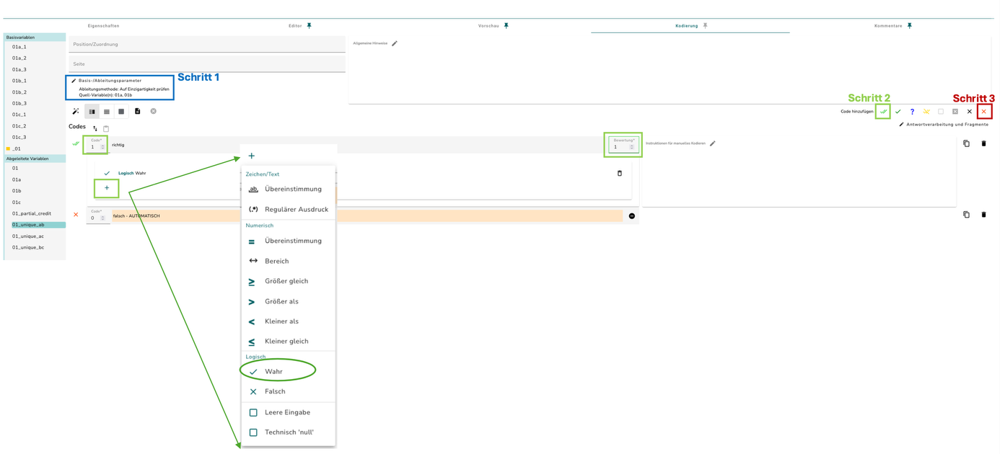 Eigenschaften
Editor
Vorschau
Kodierung
Kommentare
Basisvariablen
01a_1
01a_2
01a_3
01b_1
01b_2
01b_3
01c_1
01c_2
01c_3
_01
Abgeleitete Variablen
01
01a
01b
01c
01_partial_credit
01_unique_ab
01_unique_ac
01_unique_bc
Position/Zuordnung
Seite
Allgemeine Hinweise
Basis-/Ableitungsparameter
Ableitungsmethode: Auf Einzigartigkeit prüfen
Quell-Variable(n): 01a, 01b
Schritt 1
Schritt 2
Schritt 3
Code hinzufügen
Antwortverarbeitung und Fragmente
Codes
Code*
1
richtig
Bewertung*
1
Instruktionen für manuelles Kodieren
Logisch Wahr
Code*
0
falsch - AUTOMATISCH
Zeichen/Text
Übereinstimmung
Regulärer Ausdruck
Numerisch
Übereinstimmung
Bereich
Größer gleich
Größer als
Kleiner als
Kleiner gleich
Logisch
Wahr
Falsch
Leere Eingabe
Technisch 'null'